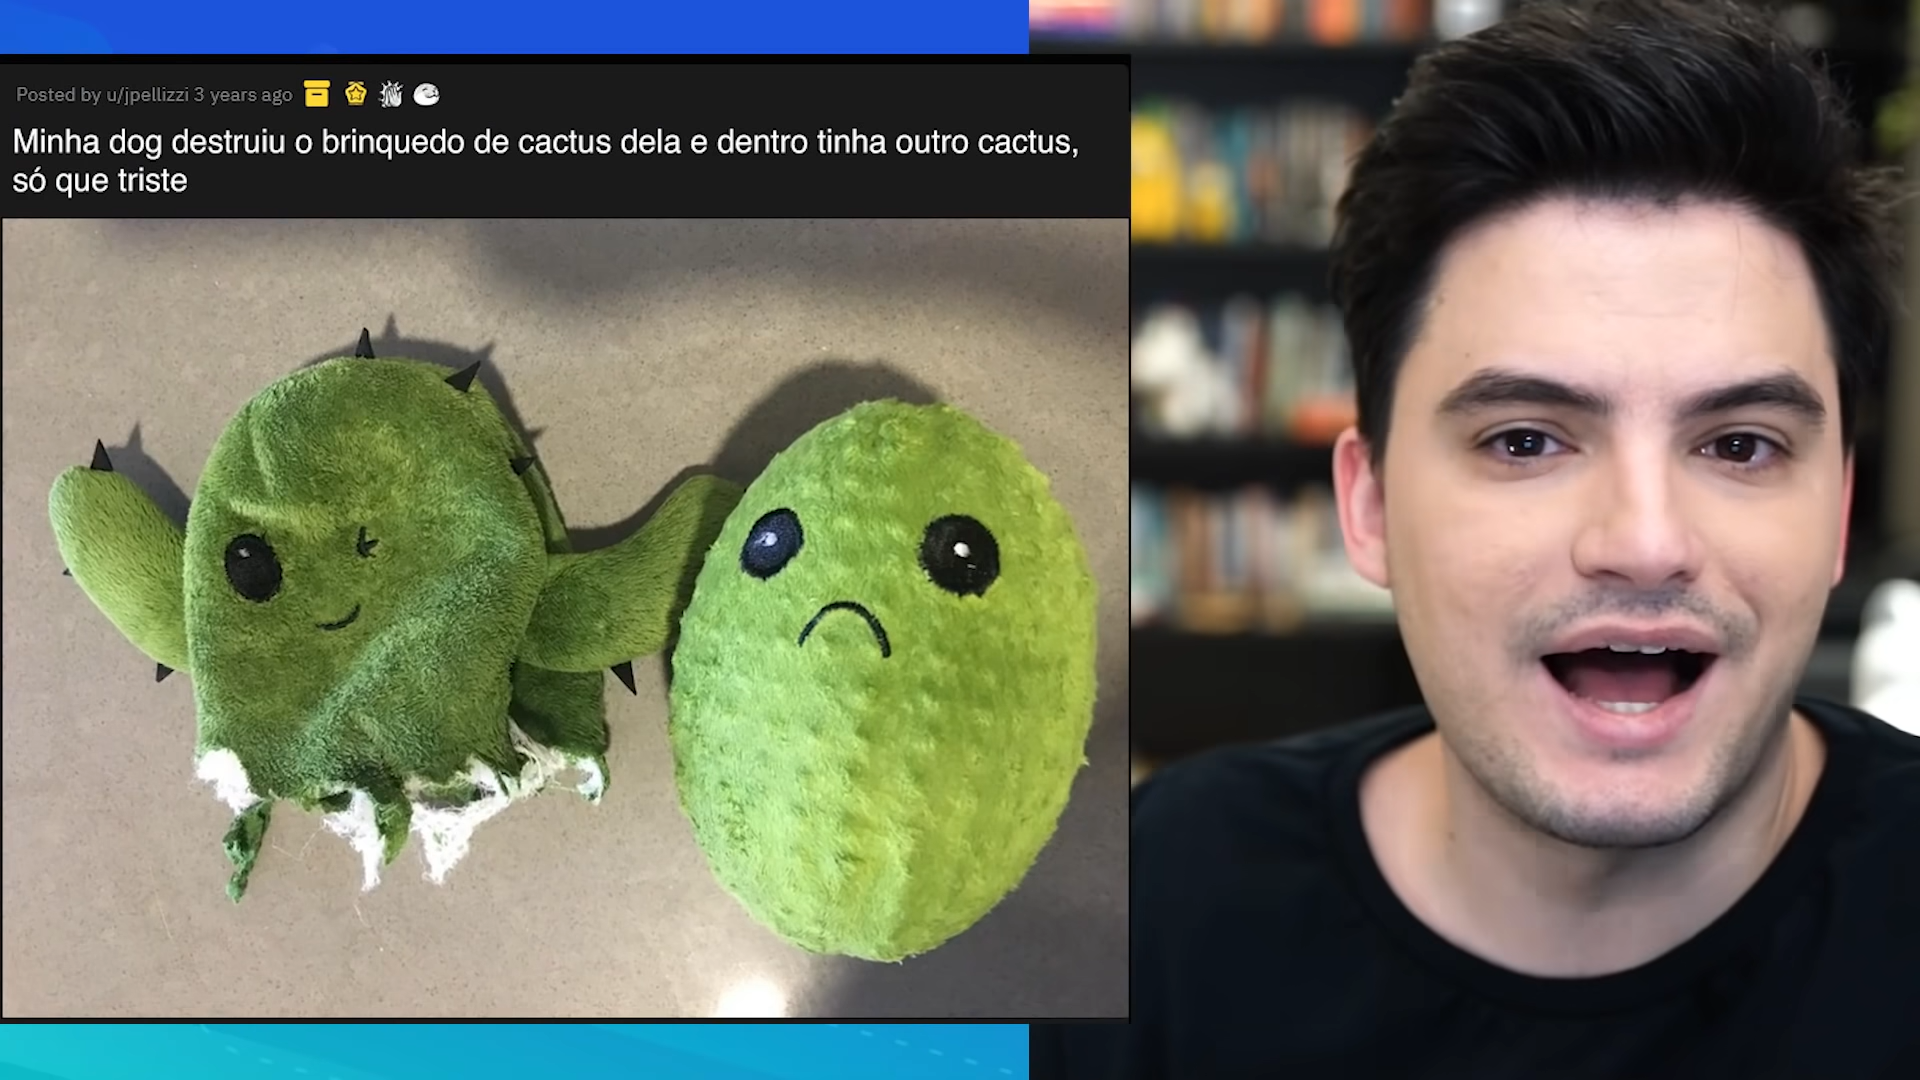 Posted by u/jpellizzi 3 years ago
Minha dog destruiu o brinquedo de cactus dela e dentro tinha outro cactus,
só que triste